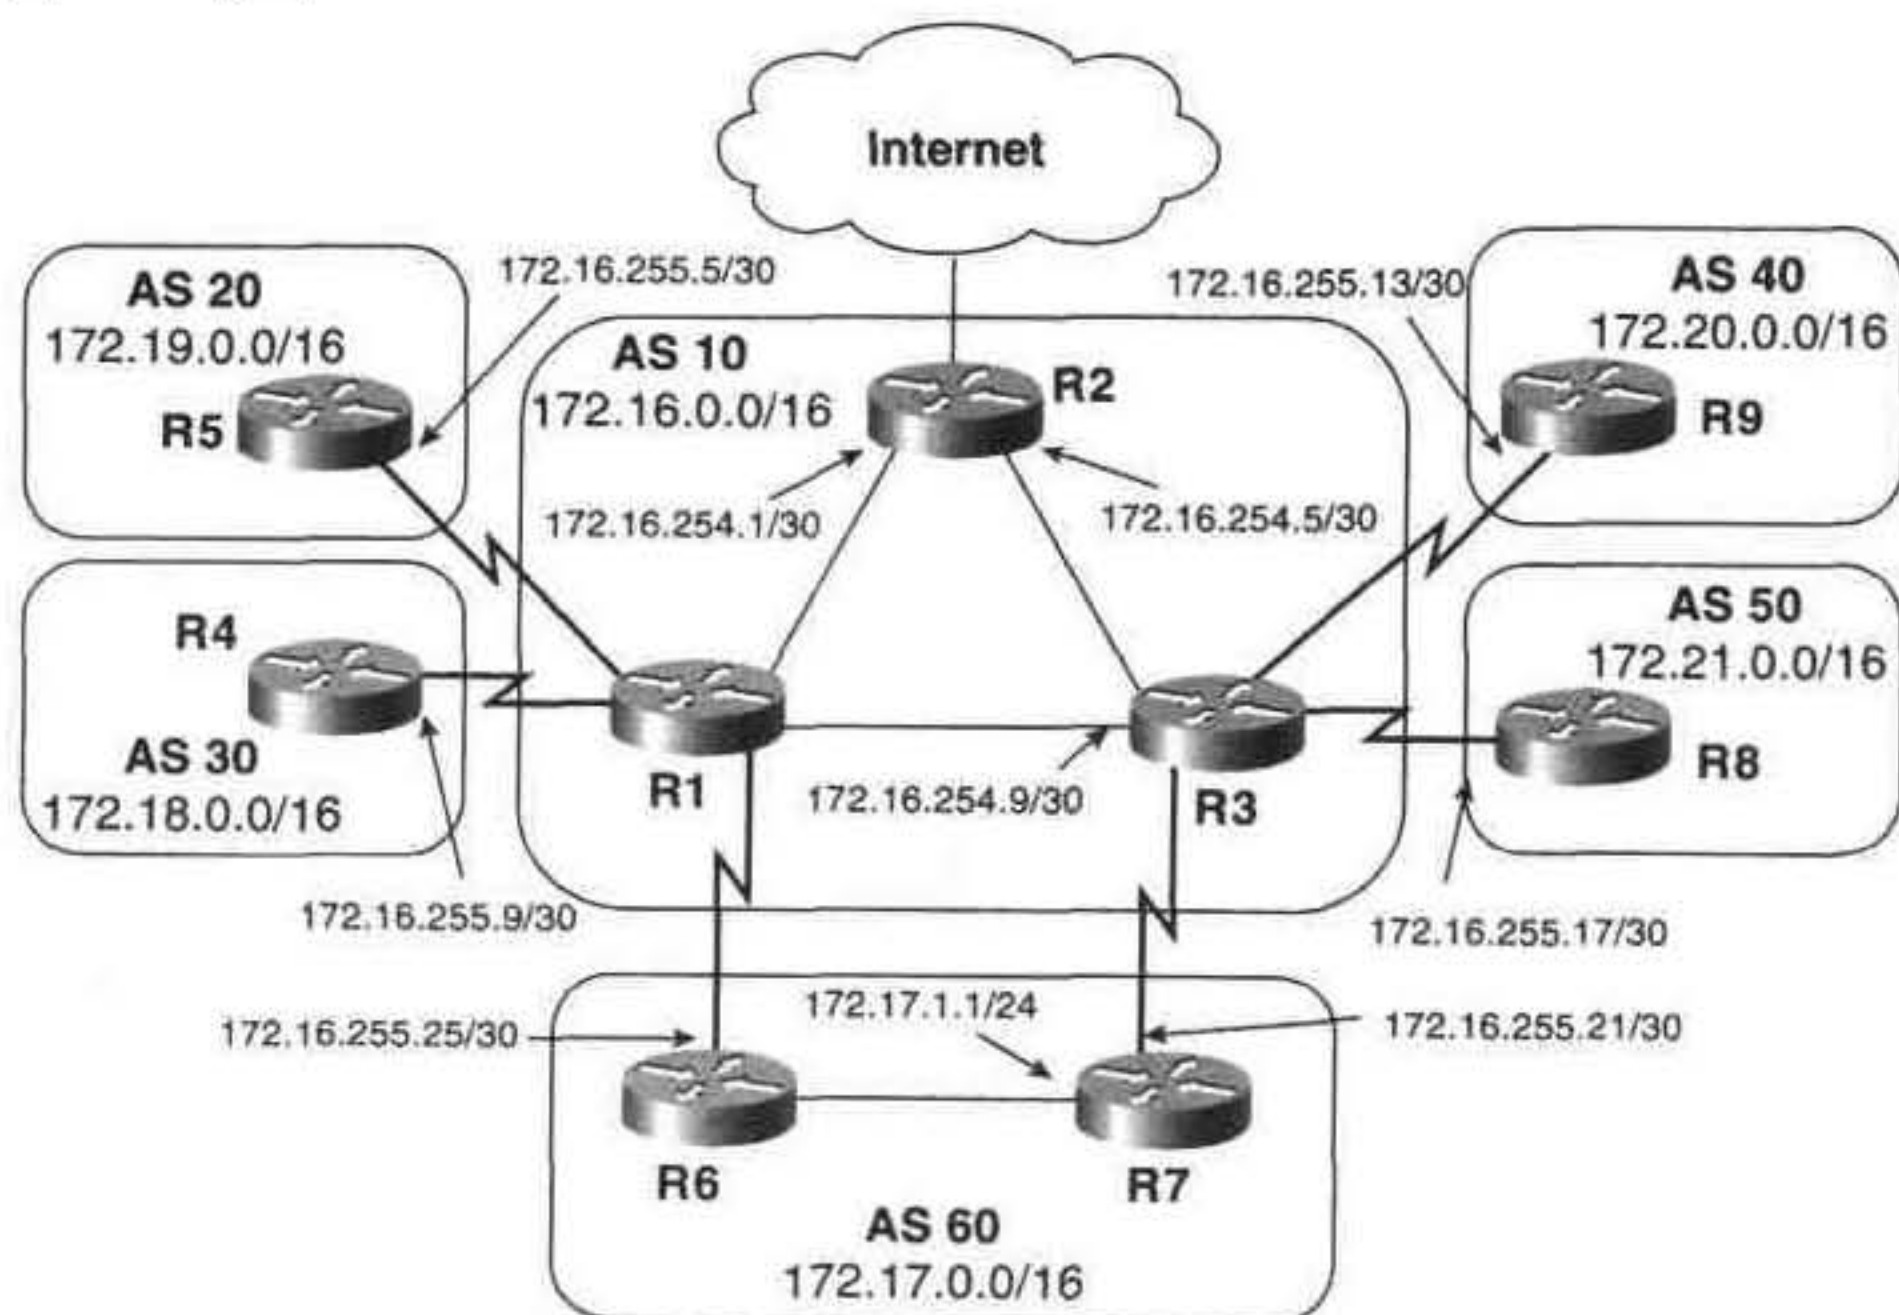 Internet
172.16.255.5/30
172.16.255.13/30
AS 20
172.19.0.0/16
R5
AS 10
172.16.0.0/16
R2
AS 40
172.20.0.0/16
R9
172.16.254.1/30
172.16.254.5/30
R4
AS 30
172.18.0.0/16
R1
172.16.254.9/30
R3
AS 50
172.21.0.0/16
R8
172.16.255.9/30
172.16.255.17/30
172.16.255.25/30
172.17.1.1/24
172.16.255.21/30
R6
R7
AS 60
172.17.0.0/16